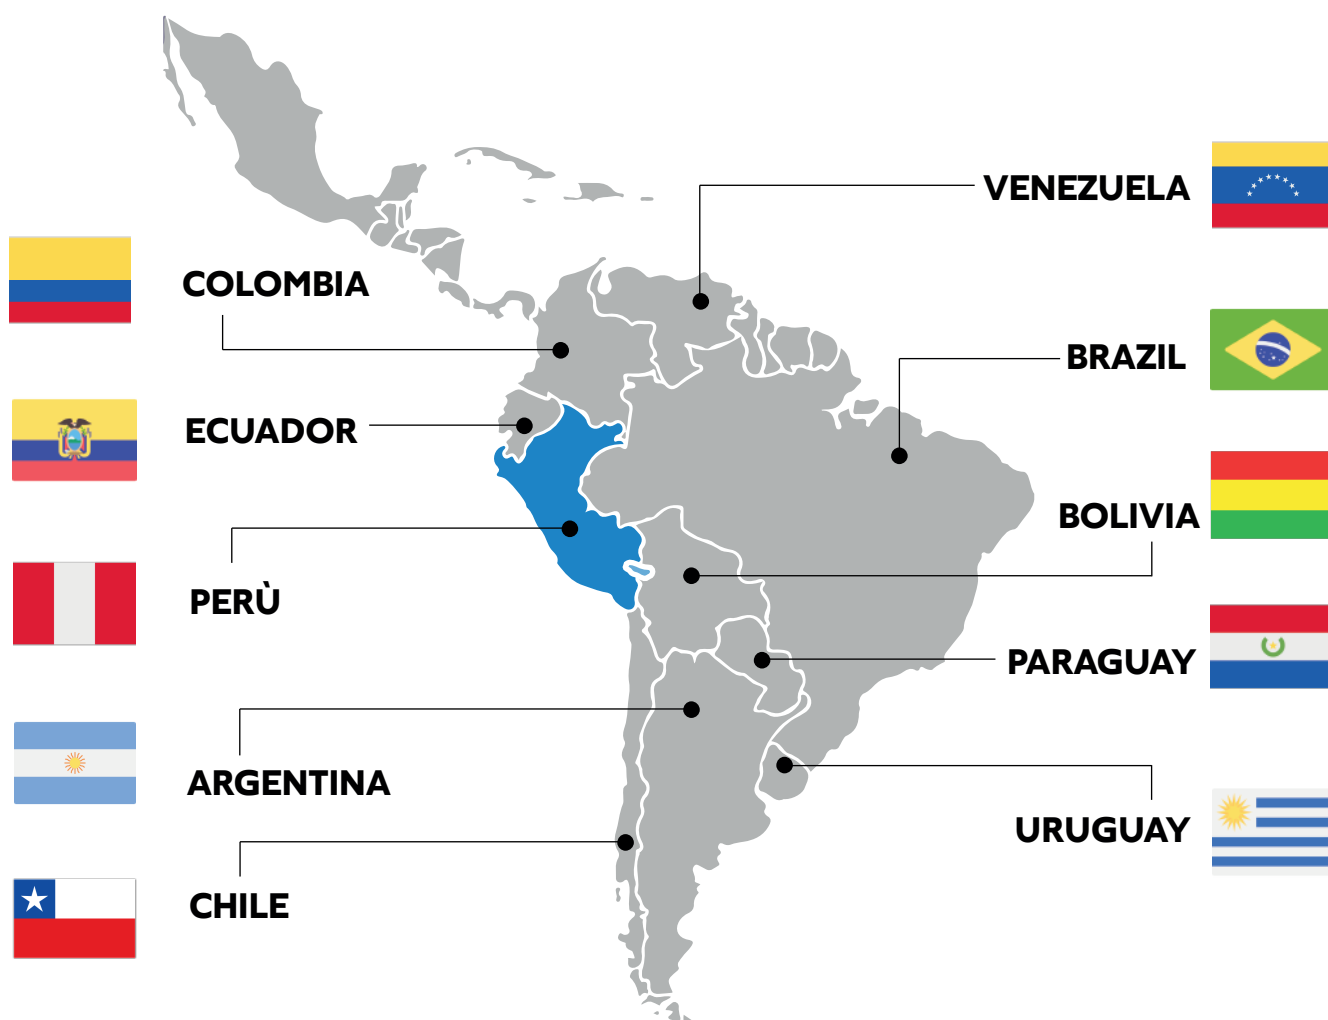 VENEZUELA
COLOMBIA
BRAZIL
ECUADOR
BOLIVIA
PERÙ
PARAGUAY
ARGENTINA
URUGUAY
CHILE